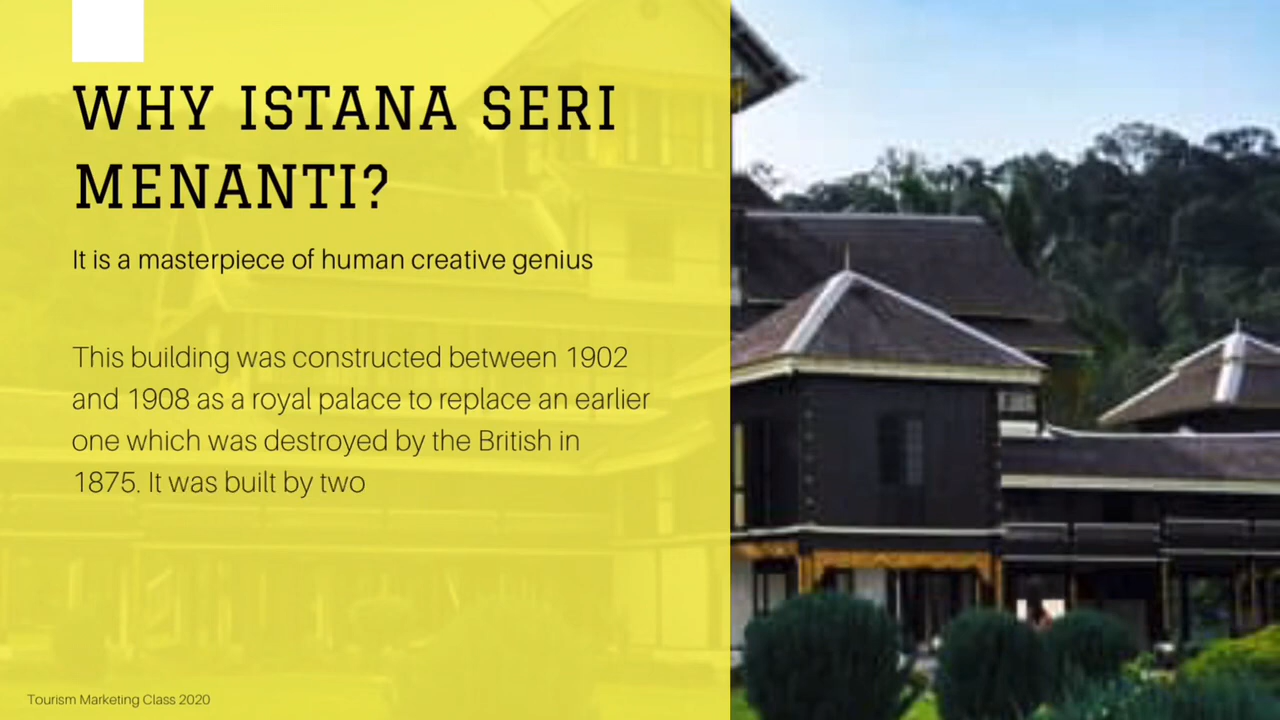 WHY ISTANA SERI
MENANTI?
It is a masterpiece of human creative genius
This building was constructed between 1902
and 1908 as a royal palace to replace an earlier
one which was destroyed by the British in
1875. It was built by two
Tourism Marketing Class 2020